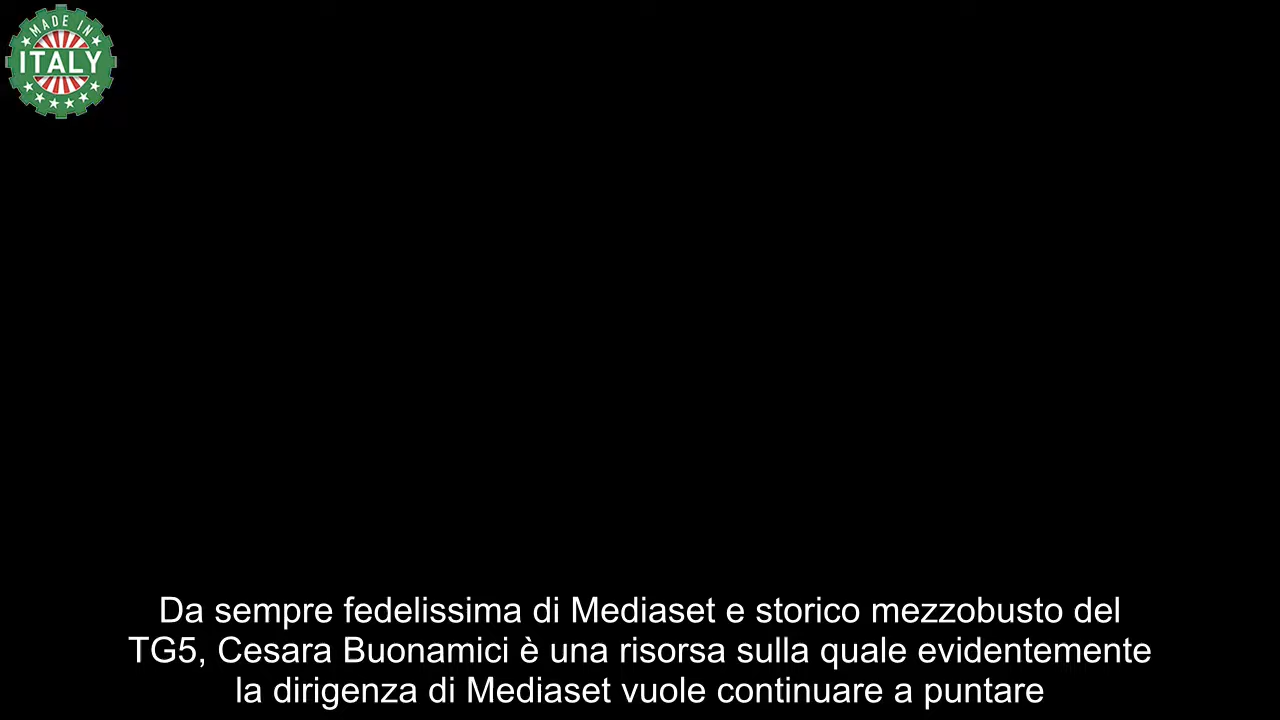 MADE IN
ITALY
Da sempre fedelissima di Mediaset e storico mezzobusto del
TG5, Cesara Buonamici è una risorsa sulla quale evidentemente
la dirigenza di Mediaset vuole continuare a puntare